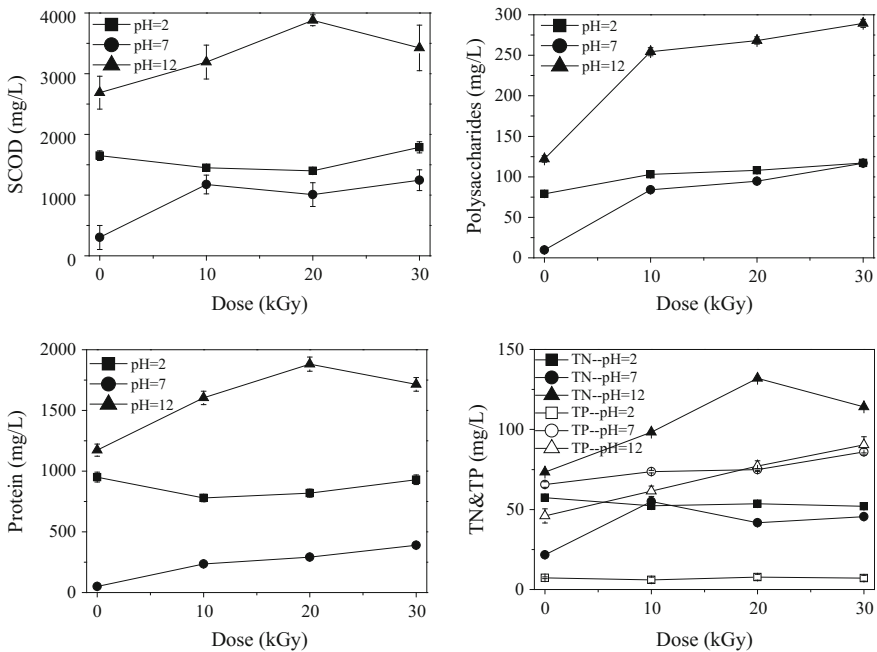 SCOD (mg/L)
4000
3000
2000
1000
0
pH=2
pH=7
pH=12
0 10 20 30
Dose (kGy)
Polysaccharides (mg/L)
300
250
200
150
100
50
0
pH=2
pH=7
pH=12
0 10 20 30
Dose (kGy)
Protein (mg/L)
2000
1500
1000
500
0
pH=2
pH=7
pH=12
0 10 20 30
Dose (kGy)
TN&TP (mg/L)
150
100
50
0
TN--pH=2
TN--pH=7
TN--pH=12
TP--pH=2
TP--pH=7
TP--pH=12
0 10 20 30
Dose (kGy)